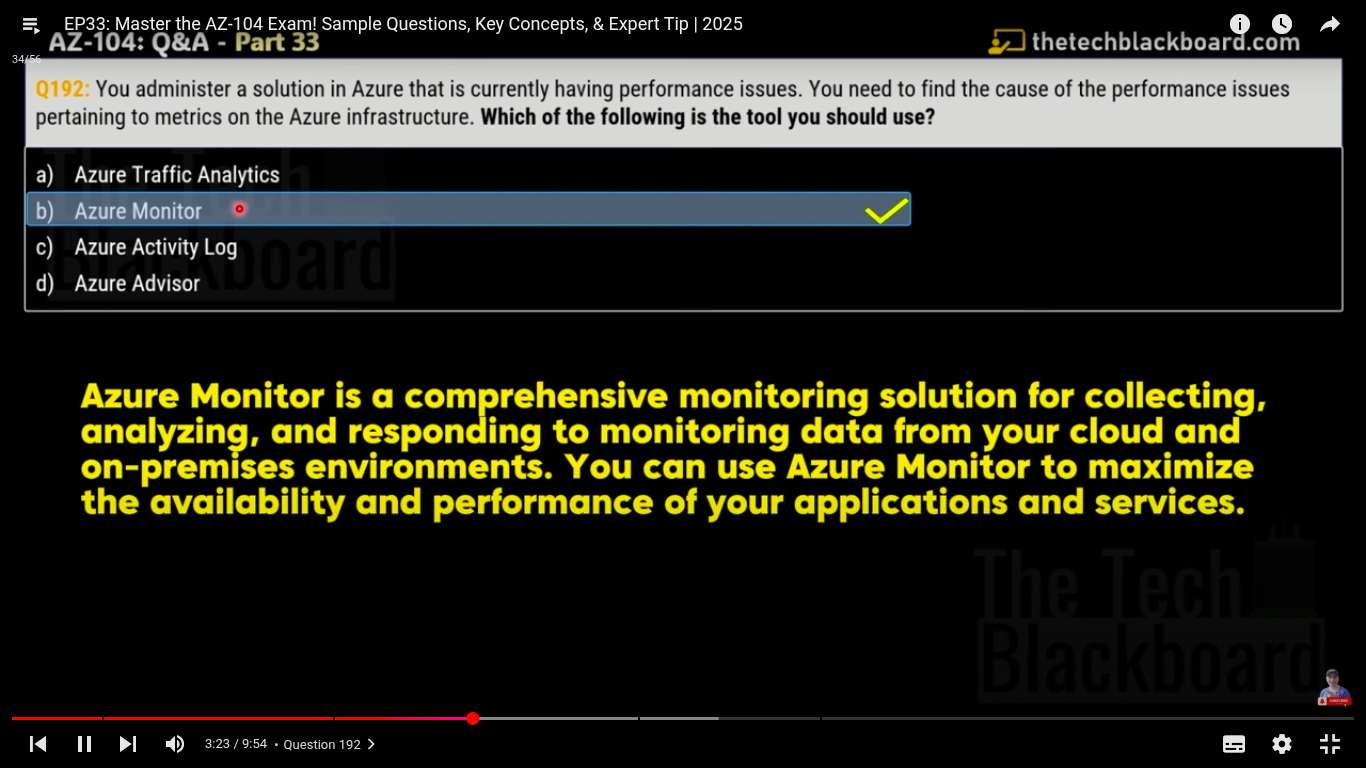 EP33: Master the AZ-104 Exam! Sample Questions, Key Concepts, & Expert Tip | 2025
AZ-104: Q&A - Part 33
thetechblackboard.com
34/56
Q192: You administer a solution in Azure that is currently having performance issues. You need to find the cause of the performance issues
pertaining to metrics on the Azure infrastructure. Which of the following is the tool you should use?
a) Azure Traffic Analytics
b) Azure Monitor
c) Azure Activity Log
d) Azure Advisor
The Tech
Blackboard
Azure Monitor is a comprehensive monitoring solution for collecting,
analyzing, and responding to monitoring data from your cloud and
on-premises environments. You can use Azure Monitor to maximize
the availability and performance of your applications and services.
The Tech
Blackboard
3:23 / 9:54 • Question 192